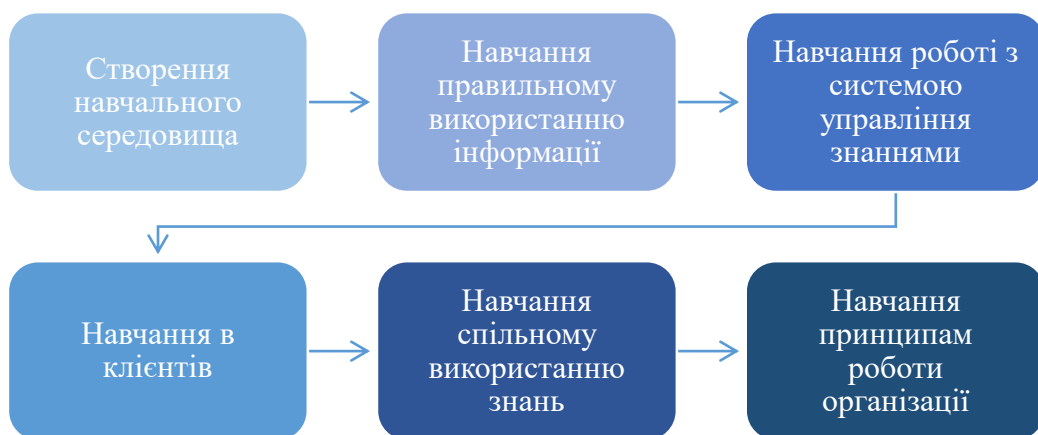 Створення
навчального
середовища
Навчання
правильному
використанню
інформації
Навчання роботі з
системою
управління
знаннями
Навчання в
клієнтів
Навчання
спільному
використанню
знань
Навчання
принципам
роботи
організації